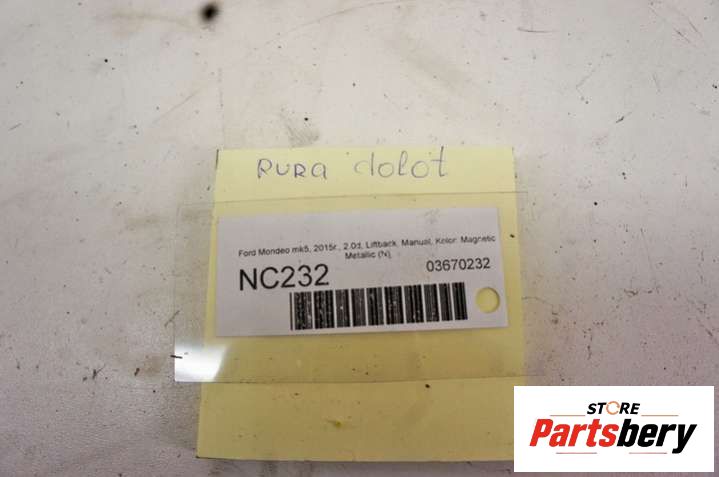 RURA dolot
Ford Mondeo mk5, 2015r., 2.0d, Liftback, Manual, Kolor: Magnetic
Metallic (N),
NC232 03670232
STORE
Partsbery